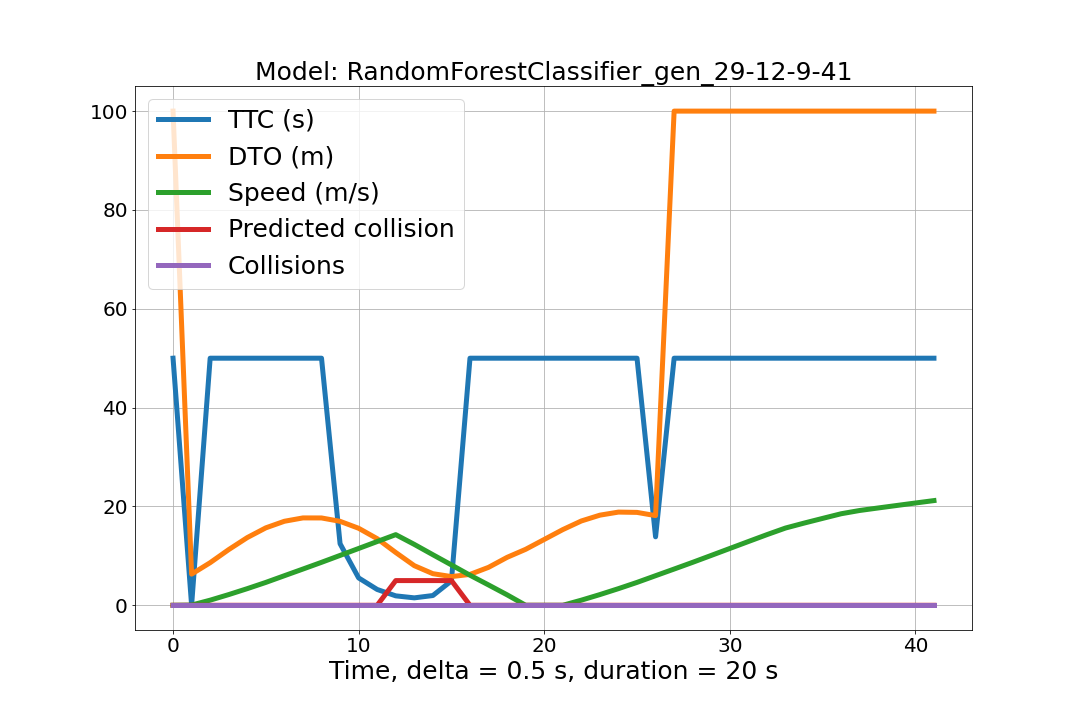 Model: RandomForestClassifier_gen_29-12-9-41
100
80
60
40
20
0
TTC (s)
DTO (m)
Speed (m/s)
Predicted collision
Collisions
0 10 20 30 40
Time, delta = 0.5 s, duration = 20 s